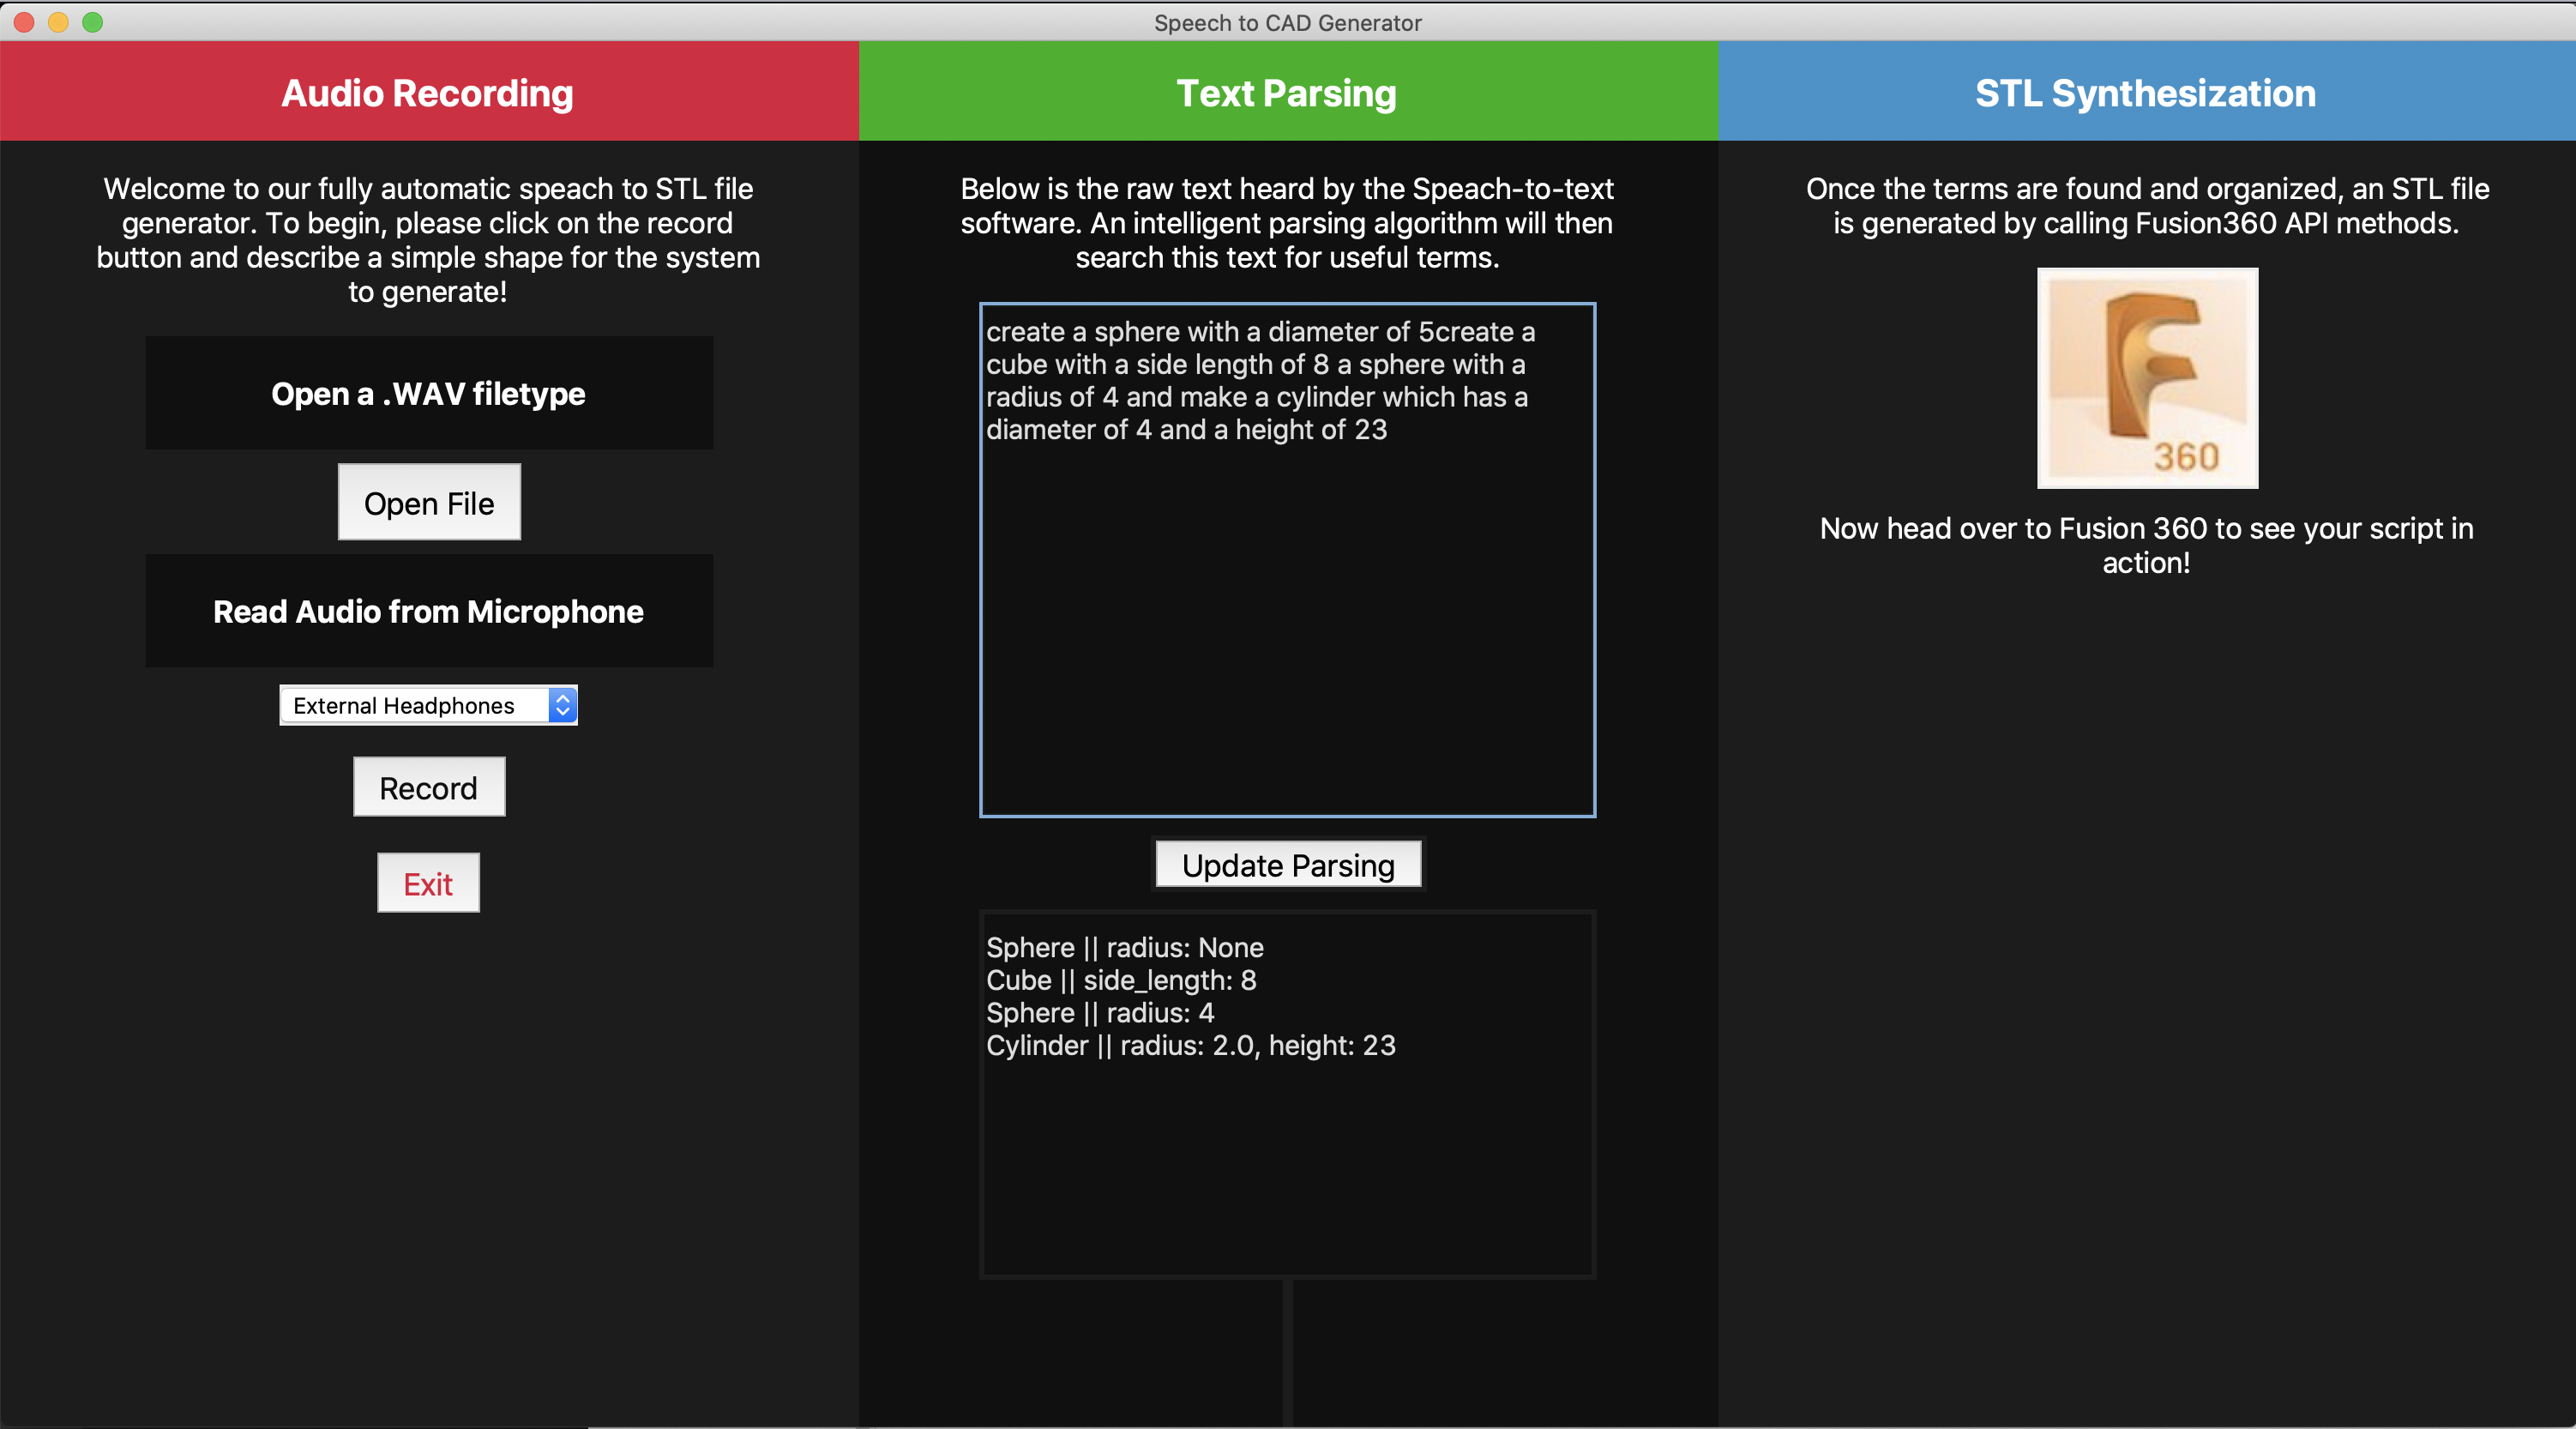 Speech to CAD Generator
Audio Recording
Welcome to our fully automatic speach to STL file
generator. To begin, please click on the record
button and describe a simple shape for the system
to generate!
Open a .WAV filetype
Open File
Read Audio from Microphone
External Headphones
Record
Exit
Text Parsing
Below is the raw text heard by the Speach-to-text
software. An intelligent parsing algorithm will then
search this text for useful terms.
create a sphere with a diameter of 5create a
cube with a side length of 8 a sphere with a
radius of 4 and make a cylinder which has a
diameter of 4 and a height of 23
Update Parsing
Sphere || radius: None
Cube || side_length: 8
Sphere || radius: 4
Cylinder || radius: 2.0, height: 23
STL Synthesization
Once the terms are found and organized, an STL file
is generated by calling Fusion360 API methods.
F
360
Now head over to Fusion 360 to see your script in
action!